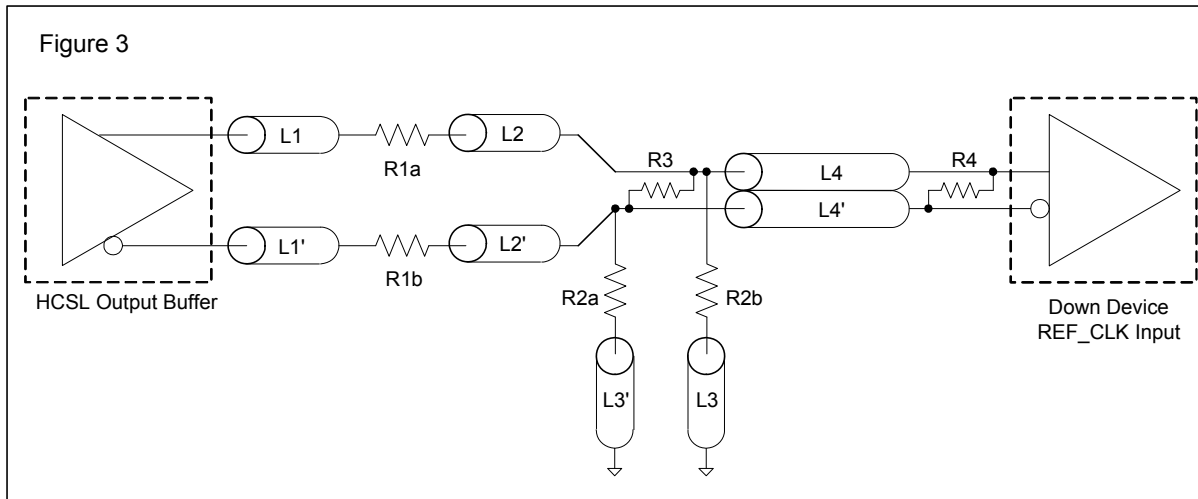 Figure 3
L1
R1a
L2
R3
L4
R4
L4'
L1'
R1b
L2'
R2a
R2b
HCSL Output Buffer
Down Device
REF_CLK Input
L3'
L3